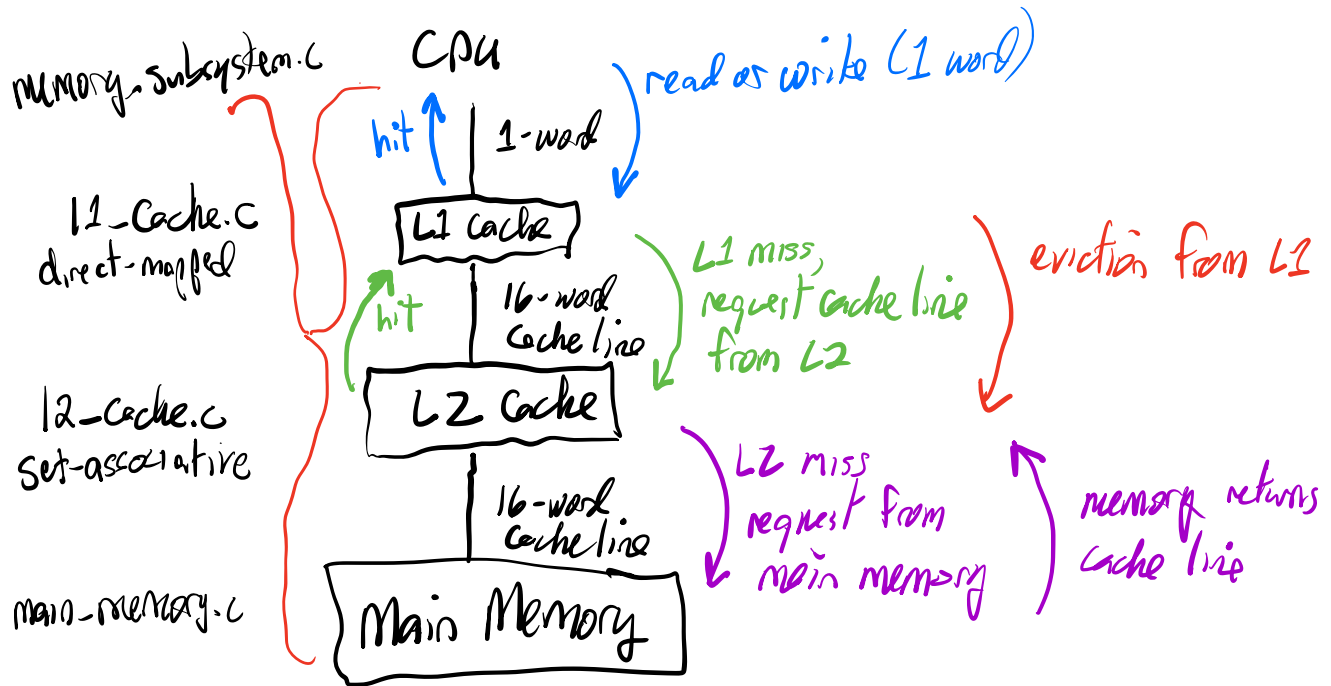 memory_subsystem.c
CPU
read or write (1 word)
hit
1-word
l1_cache.c
direct-mapped
L1 cache
L1 miss,
request cache line
from L2
eviction from L1
hit
16-word
cache line
l2_cache.c
set-associative
L2 cache
L2 miss
request from
main memory
memory returns
cache line
16-word
cache line
main_memory.c
Main Memory